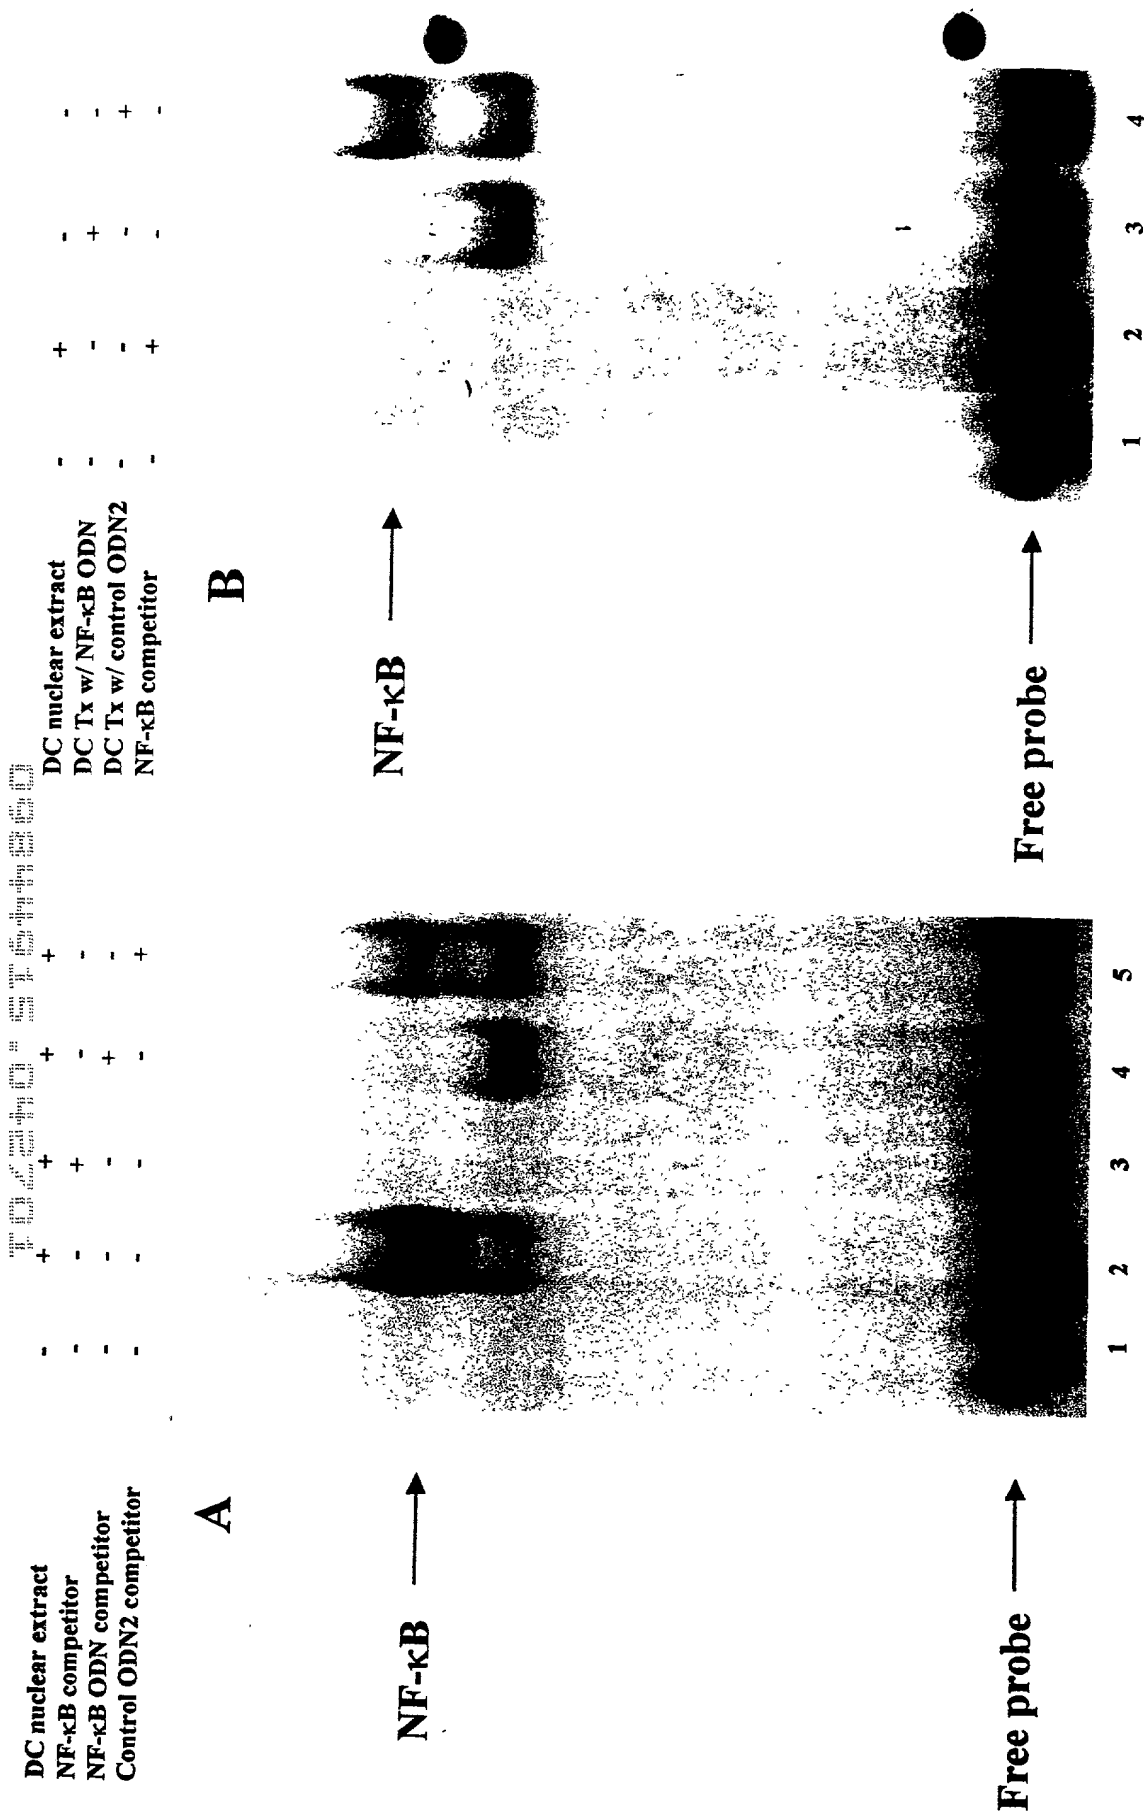 09844915.042701
DC nuclear extract - + + + +
NF-κB competitor - - + - -
NF-κB ODN competitor - - - + -
Control ODN2 competitor - - - - +
A
NF-κB
Free probe
1 2 3 4 5
DC nuclear extract - + - -
DC Tx w/ NF-κB ODN - - + -
DC Tx w/ control ODN2 - - - +
NF-κB competitor - + - -
B
NF-κB
Free probe
1 2 3 4